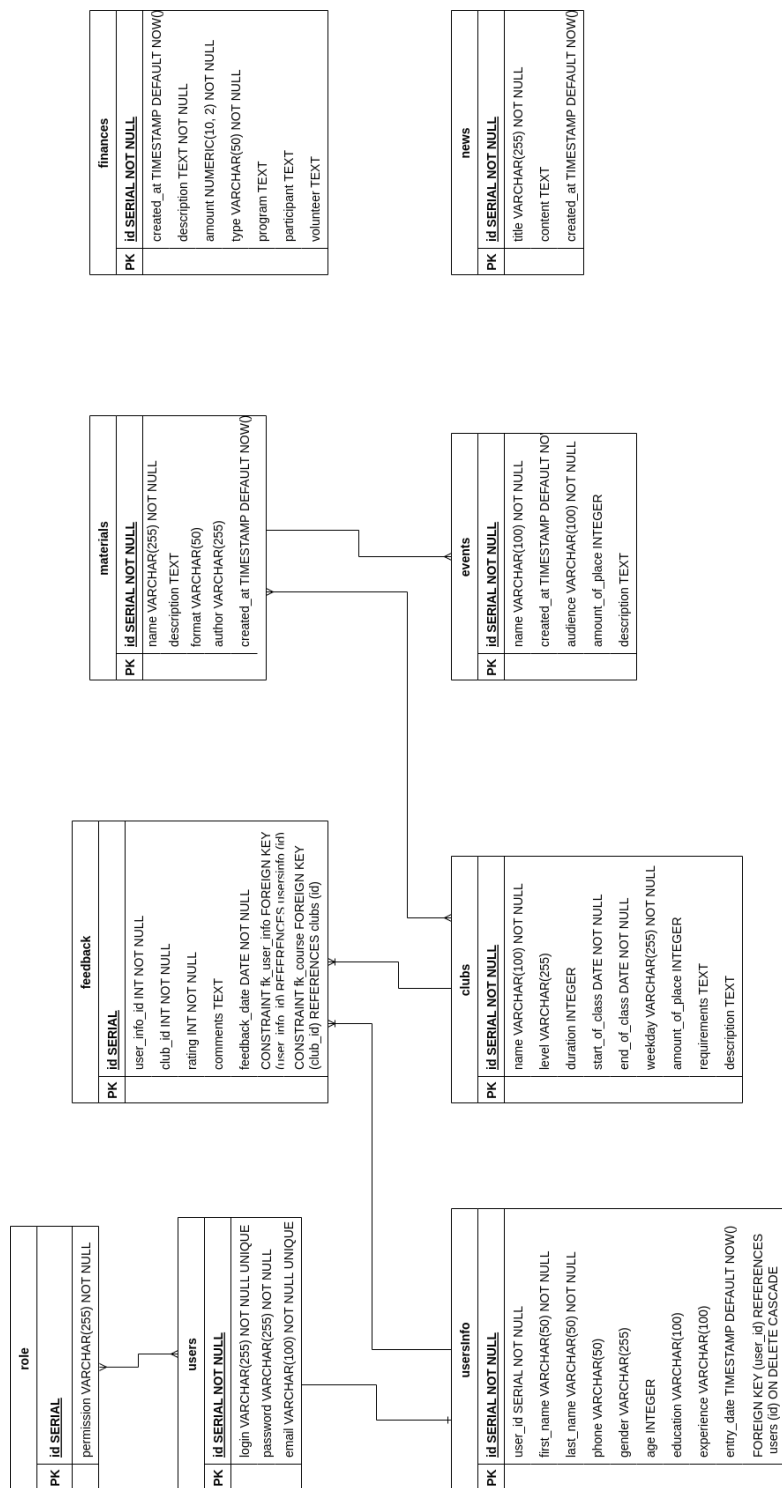 role
PK id SERIAL
permission VARCHAR(255) NOT NULL
users
PK id SERIAL NOT NULL
login VARCHAR(255) NOT NULL UNIQUE
password VARCHAR(255) NOT NULL
email VARCHAR(100) NOT NULL UNIQUE
usersInfo
PK id SERIAL NOT NULL
user_id SERIAL NOT NULL
first_name VARCHAR(50) NOT NULL
last_name VARCHAR(50) NOT NULL
phone VARCHAR(50)
gender VARCHAR(255)
age INTEGER
education VARCHAR(100)
experience VARCHAR(100)
entry_date TIMESTAMP DEFAULT NOW()
FOREIGN KEY (user_id) REFERENCES
users (id) ON DELETE CASCADE
feedback
PK id SERIAL
user_info_id INT NOT NULL
club_id INT NOT NULL
rating INT NOT NULL
comments TEXT
feedback_date DATE NOT NULL
CONSTRAINT fk_user_info FOREIGN KEY
(user_info_id) REFERENCES usersinfo (id)
CONSTRAINT fk_course FOREIGN KEY
(club_id) REFERENCES clubs (id)
clubs
PK id SERIAL NOT NULL
name VARCHAR(100) NOT NULL
level VARCHAR(255)
duration INTEGER
start_of_class DATE NOT NULL
end_of_class DATE NOT NULL
weekday VARCHAR(255) NOT NULL
amount_of_place INTEGER
requirements TEXT
description TEXT
materials
PK id SERIAL NOT NULL
name VARCHAR(255) NOT NULL
description TEXT
format VARCHAR(50)
author VARCHAR(255)
created_at TIMESTAMP DEFAULT NOW()
events
PK id SERIAL NOT NULL
name VARCHAR(100) NOT NULL
created_at TIMESTAMP DEFAULT NO
audience VARCHAR(100) NOT NULL
amount_of_place INTEGER
description TEXT
finances
PK id SERIAL NOT NULL
created_at TIMESTAMP DEFAULT NOW()
description TEXT NOT NULL
amount NUMERIC(10, 2) NOT NULL
type VARCHAR(50) NOT NULL
program TEXT
participant TEXT
volunteer TEXT
news
PK id SERIAL NOT NULL
title VARCHAR(255) NOT NULL
content TEXT
created_at TIMESTAMP DEFAULT NOW()